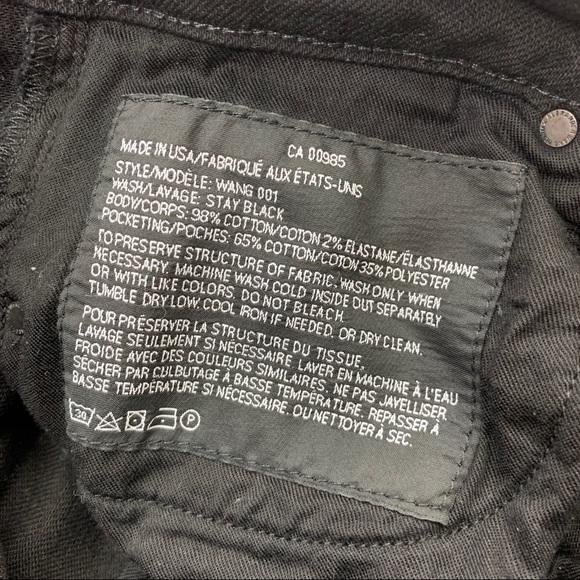 CA 00985
MADE IN USA/FABRIQUÉ AUX ÉTATS-UNIS
STYLE/MODÈLE: WANG 001
WASH/LAVAGE: STAY BLACK
BODY/CORPS: 98% COTTON/COTON 2% ELASTANE/ÉLASTHANNE
POCKETING/POCHES: 65% COTTON/COTON 35% POLYESTER
TO PRESERVE STRUCTURE OF FABRIC. WASH ONLY WHEN
NECESSARY. MACHINE WASH COLD INSIDE OUT SEPARATELY
OR WITH LIKE COLORS. DO NOT BLEACH.
TUMBLE DRY LOW. COOL IRON IF NEEDED. OR DRY CLEAN.
POUR PRÉSERVER LA STRUCTURE DU TISSUE,
LAVAGE SEULEMENT SI NÉCESSAIRE. LAVER EN MACHINE À L'EAU
FROIDE AVEC DES COULEURS SIMILAIRES. NE PAS JAVELLISER
SÈCHER PAR CULBUTAGE À BASSE TEMPÉRATURE. REPASSER À
BASSE TEMPÉRATURE SI NÉCESSAIRE. OU NETTOYER À SEC.
30 P